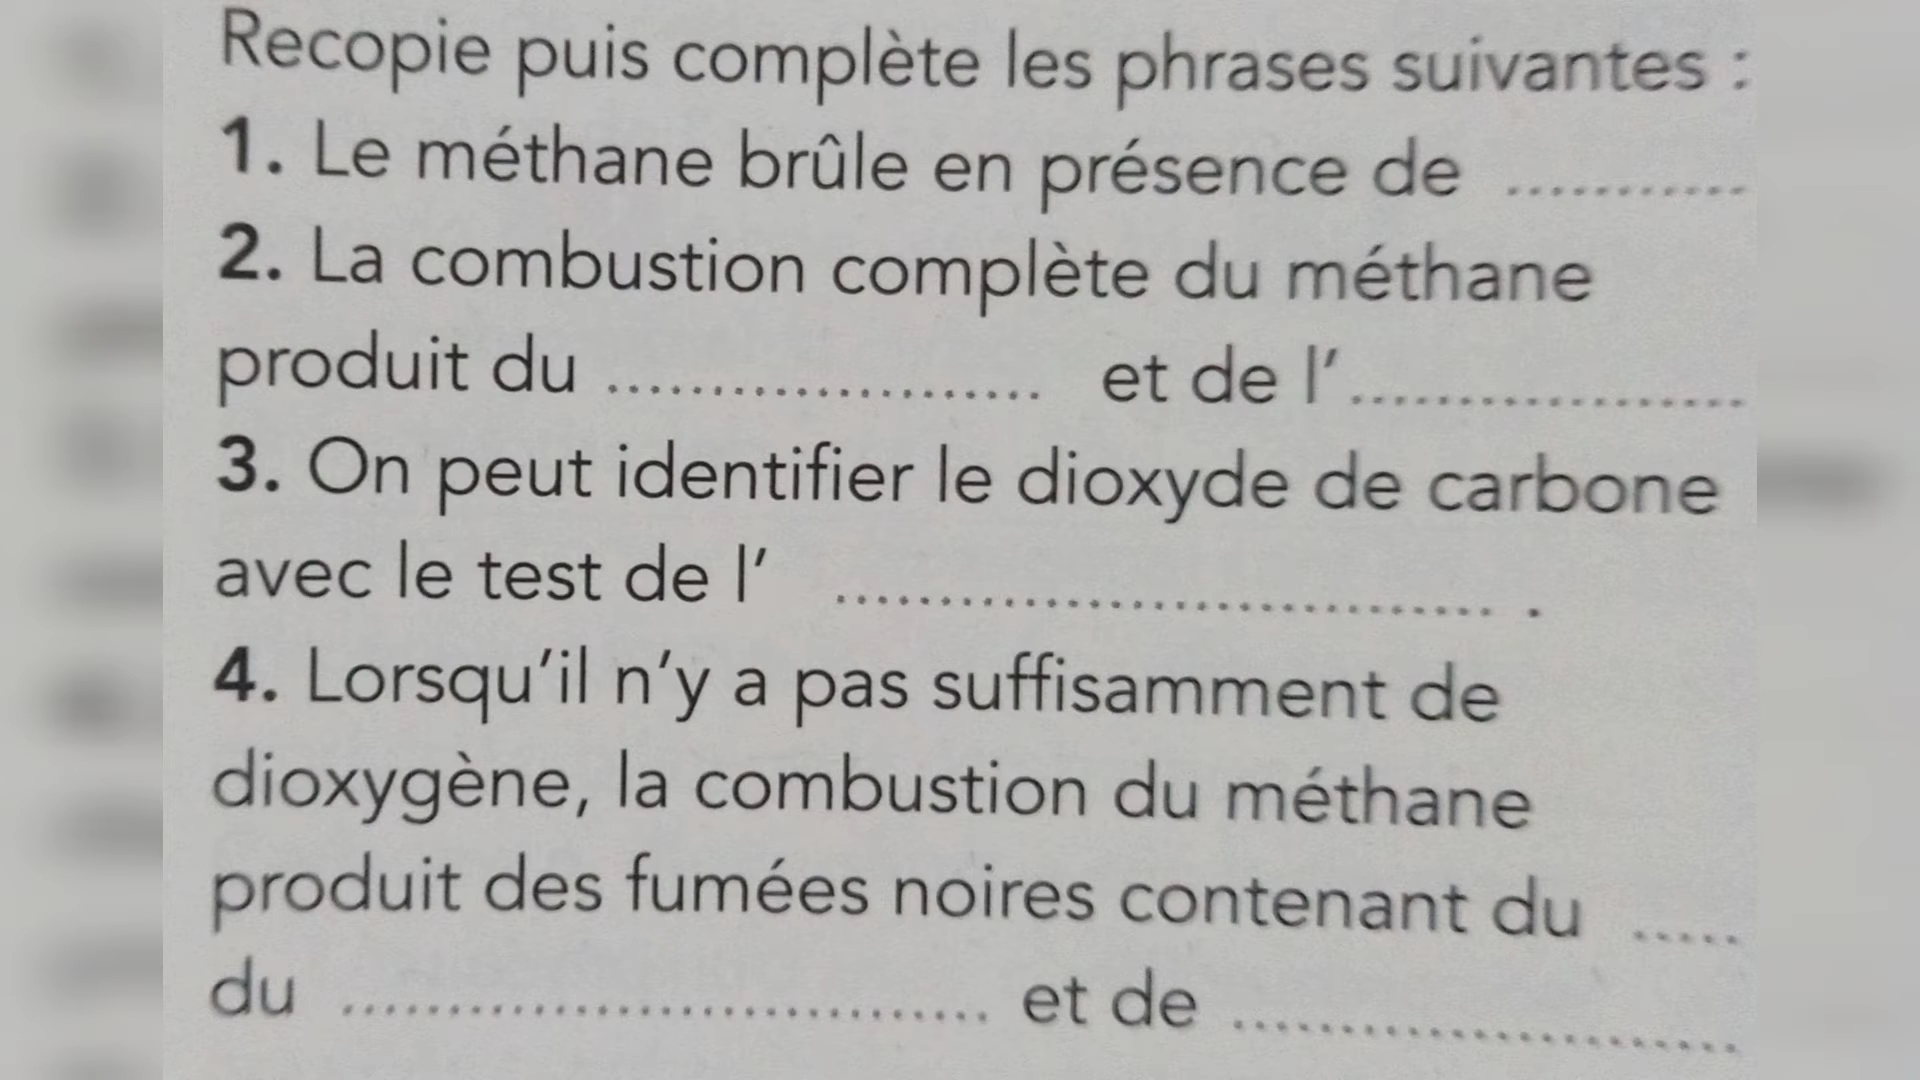 Recopie puis complète les phrases suivantes :
1. Le méthane brûle en présence de ...........
2. La combustion complète du méthane
produit du ..................... et de l'...................
3. On peut identifier le dioxyde de carbone
avec le test de l' ................................ .
4. Lorsqu'il n'y a pas suffisamment de
dioxygène, la combustion du méthane
produit des fumées noires contenant du .....
du ............................... et de ........................